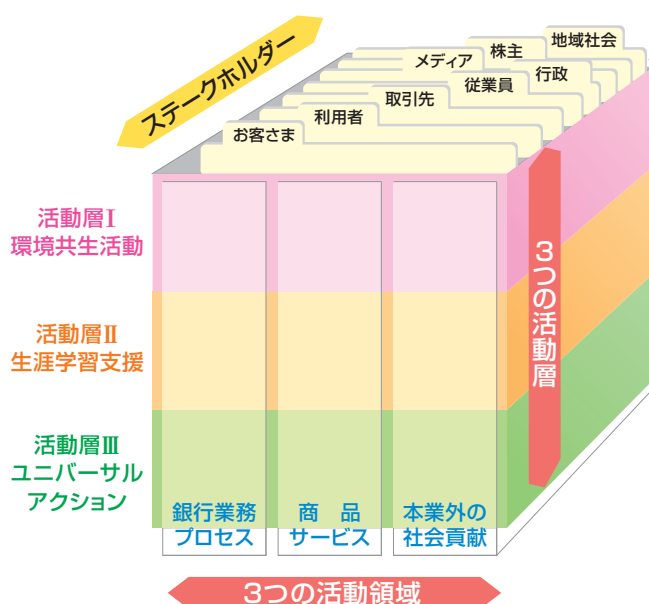 ステークホルダー
地域社会
株主
メディア
行政
従業員
取引先
利用者
お客さま
活動層Ⅰ
環境共生活動
活動層Ⅱ
生涯学習支援
活動層Ⅲ
ユニバーサル
アクション
3つの活動層
銀行業務
プロセス
商　品
サービス
本業外の
社会貢献
3つの活動領域